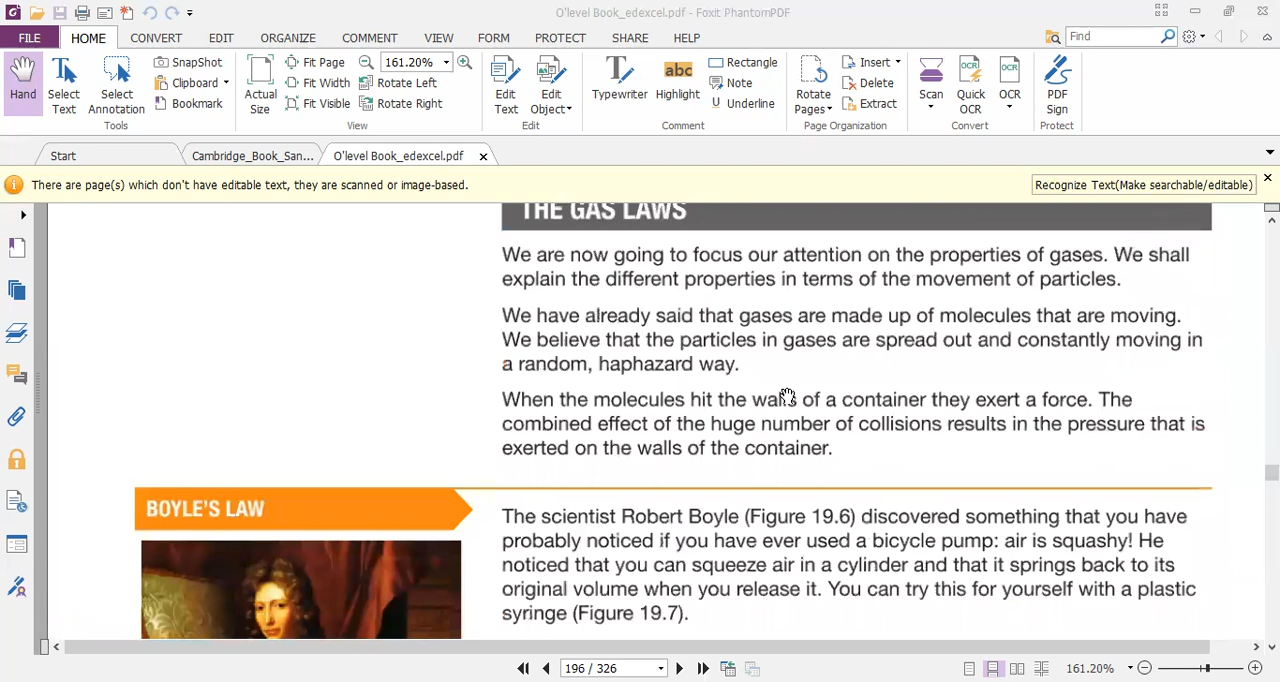 O'level Book_edexcel.pdf - Foxit PhantomPDF
FILE HOME CONVERT EDIT ORGANIZE COMMENT VIEW FORM PROTECT SHARE HELP Find
Hand
Select Text
Select Annotation
SnapShot
Clipboard
Bookmark
Tools
Actual Size
Fit Page
Fit Width
Fit Visible
161.20%
Rotate Left
Rotate Right
View
Edit Text
Edit Object
Edit
Typewriter
abc
Highlight
Rectangle
Note
Underline
Comment
Rotate Pages
Insert
Delete
Extract
Page Organization
Scan
OCR
Quick OCR
OCR
OCR
Convert
PDF Sign
Protect
Start Cambridge_Book_San... O'level Book_edexcel.pdf
There are page(s) which don't have editable text, they are scanned or image-based. Recognize Text(Make searchable/editable)
THE GAS LAWS
We are now going to focus our attention on the properties of gases. We shall
explain the different properties in terms of the movement of particles.
We have already said that gases are made up of molecules that are moving.
We believe that the particles in gases are spread out and constantly moving in
a random, haphazard way.
When the molecules hit the walls of a container they exert a force. The
combined effect of the huge number of collisions results in the pressure that is
exerted on the walls of the container.
BOYLE'S LAW
The scientist Robert Boyle (Figure 19.6) discovered something that you have
probably noticed if you have ever used a bicycle pump: air is squashy! He
noticed that you can squeeze air in a cylinder and that it springs back to its
original volume when you release it. You can try this for yourself with a plastic
syringe (Figure 19.7).
196 / 326 161.20%